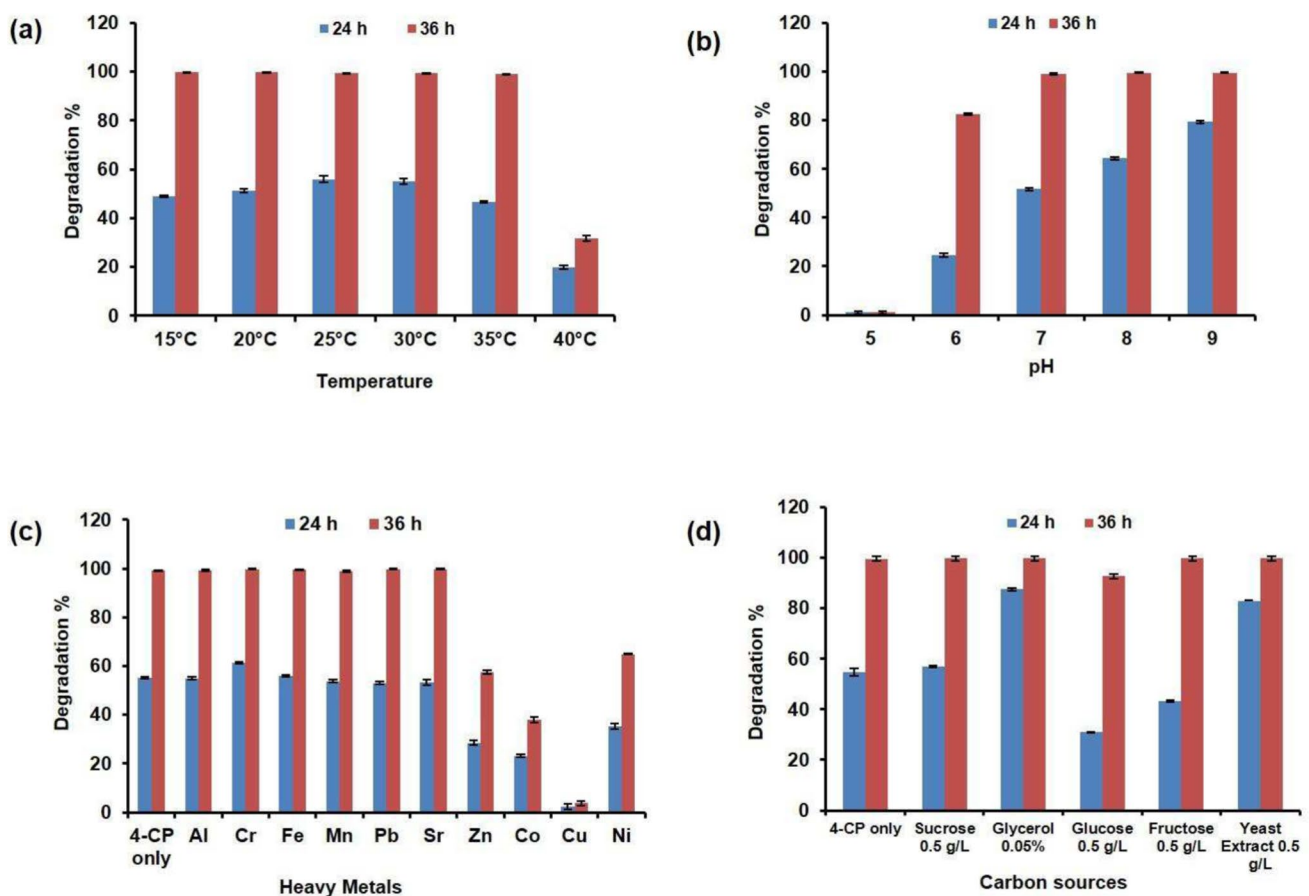 (a)
24 h 36 h
120
100
80
60
40
20
0
Degradation %
15°C 20°C 25°C 30°C 35°C 40°C
Temperature
(b)
24 h 36 h
120
100
80
60
40
20
0
Degradation %
5 6 7 8 9
pH
(c)
24 h 36 h
120
100
80
60
40
20
0
Degradation %
4-CP Al Cr Fe Mn Pb Sr Zn Co Cu Ni
only
Heavy Metals
(d)
24 h 36 h
120
100
80
60
40
20
0
Degradation %
4-CP only Sucrose Glycerol Glucose Fructose Yeast
0.5 g/L 0.05% 0.5 g/L 0.5 g/L Extract 0.5
g/L
Carbon sources